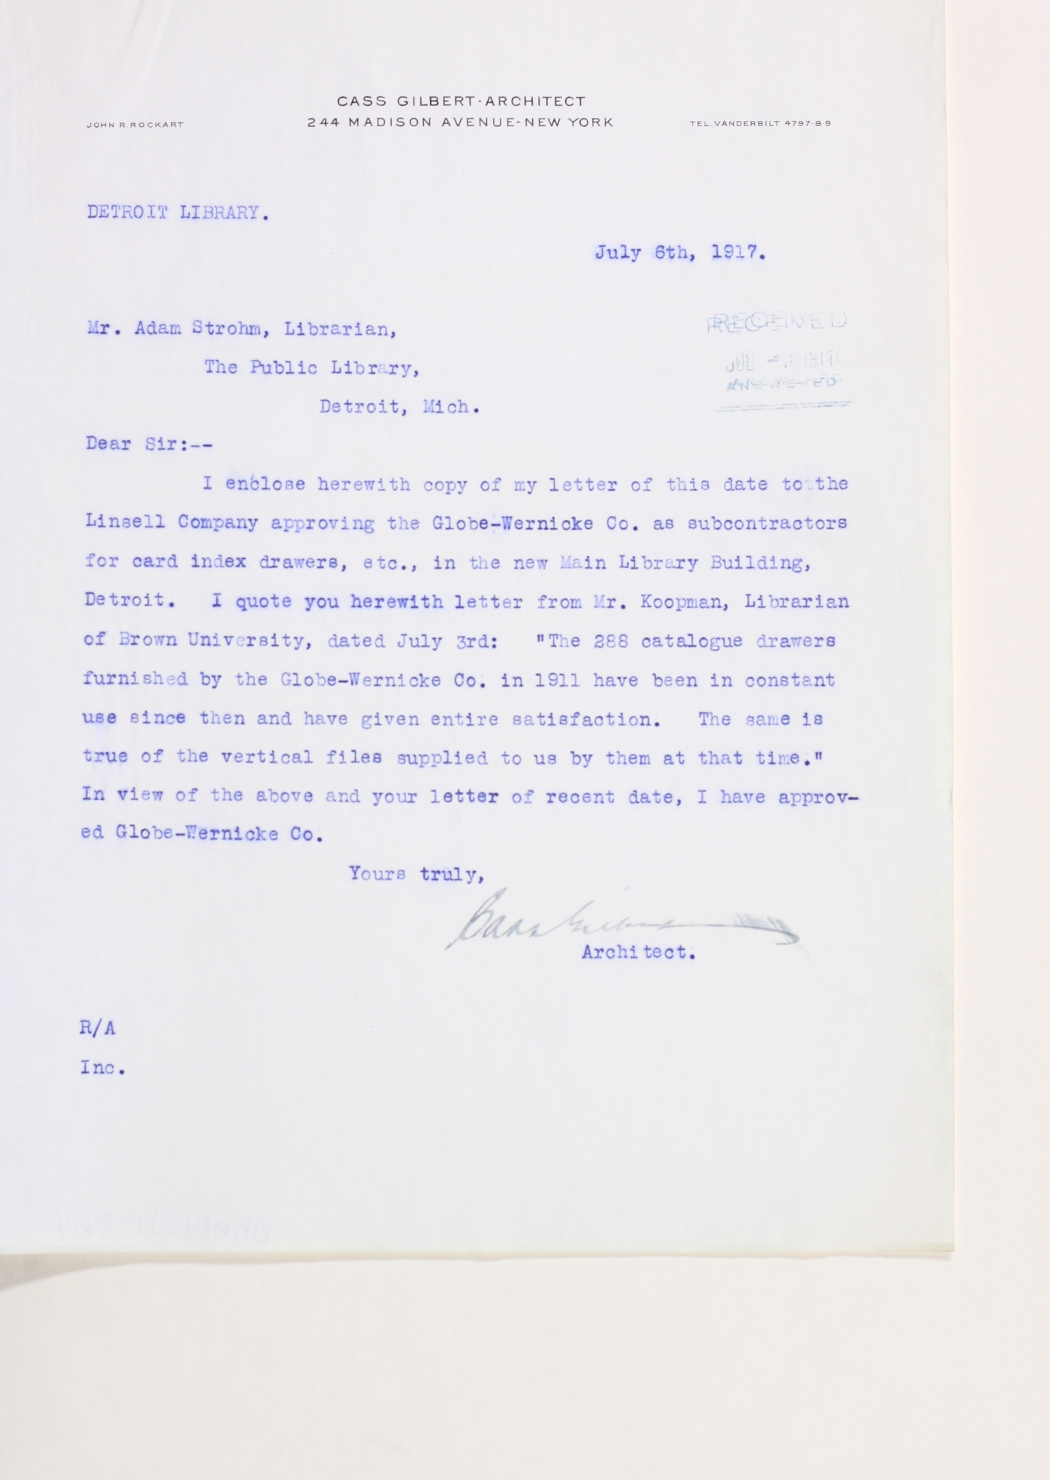 CASS GILBERT-ARCHITECT
JOHN R. ROCKART 244 MADISON AVENUE-NEW YORK TEL. VANDERBILT 4797-8-9
DETROIT LIBRARY.
July 6th, 1917.
Mr. Adam Strohm, Librarian,
The Public Library,
Detroit, Mich.
RECEIVED
JUL 1917
ANSWERED
Dear Sir:--
I enclose herewith copy of my letter of this date to the
Linsell Company approving the Globe-Wernicke Co. as subcontractors
for card index drawers, etc., in the new Main Library Building,
Detroit. I quote you herewith letter from Mr. Koopman, Librarian
of Brown University, dated July 3rd: "The 288 catalogue drawers
furnished by the Globe-Wernicke Co. in 1911 have been in constant
use since then and have given entire satisfaction. The same is
true of the vertical files supplied to us by them at that time."
In view of the above and your letter of recent date, I have approv-
ed Globe-Wernicke Co.
Yours truly,
Cass Gilbert
Architect.
R/A
Inc.